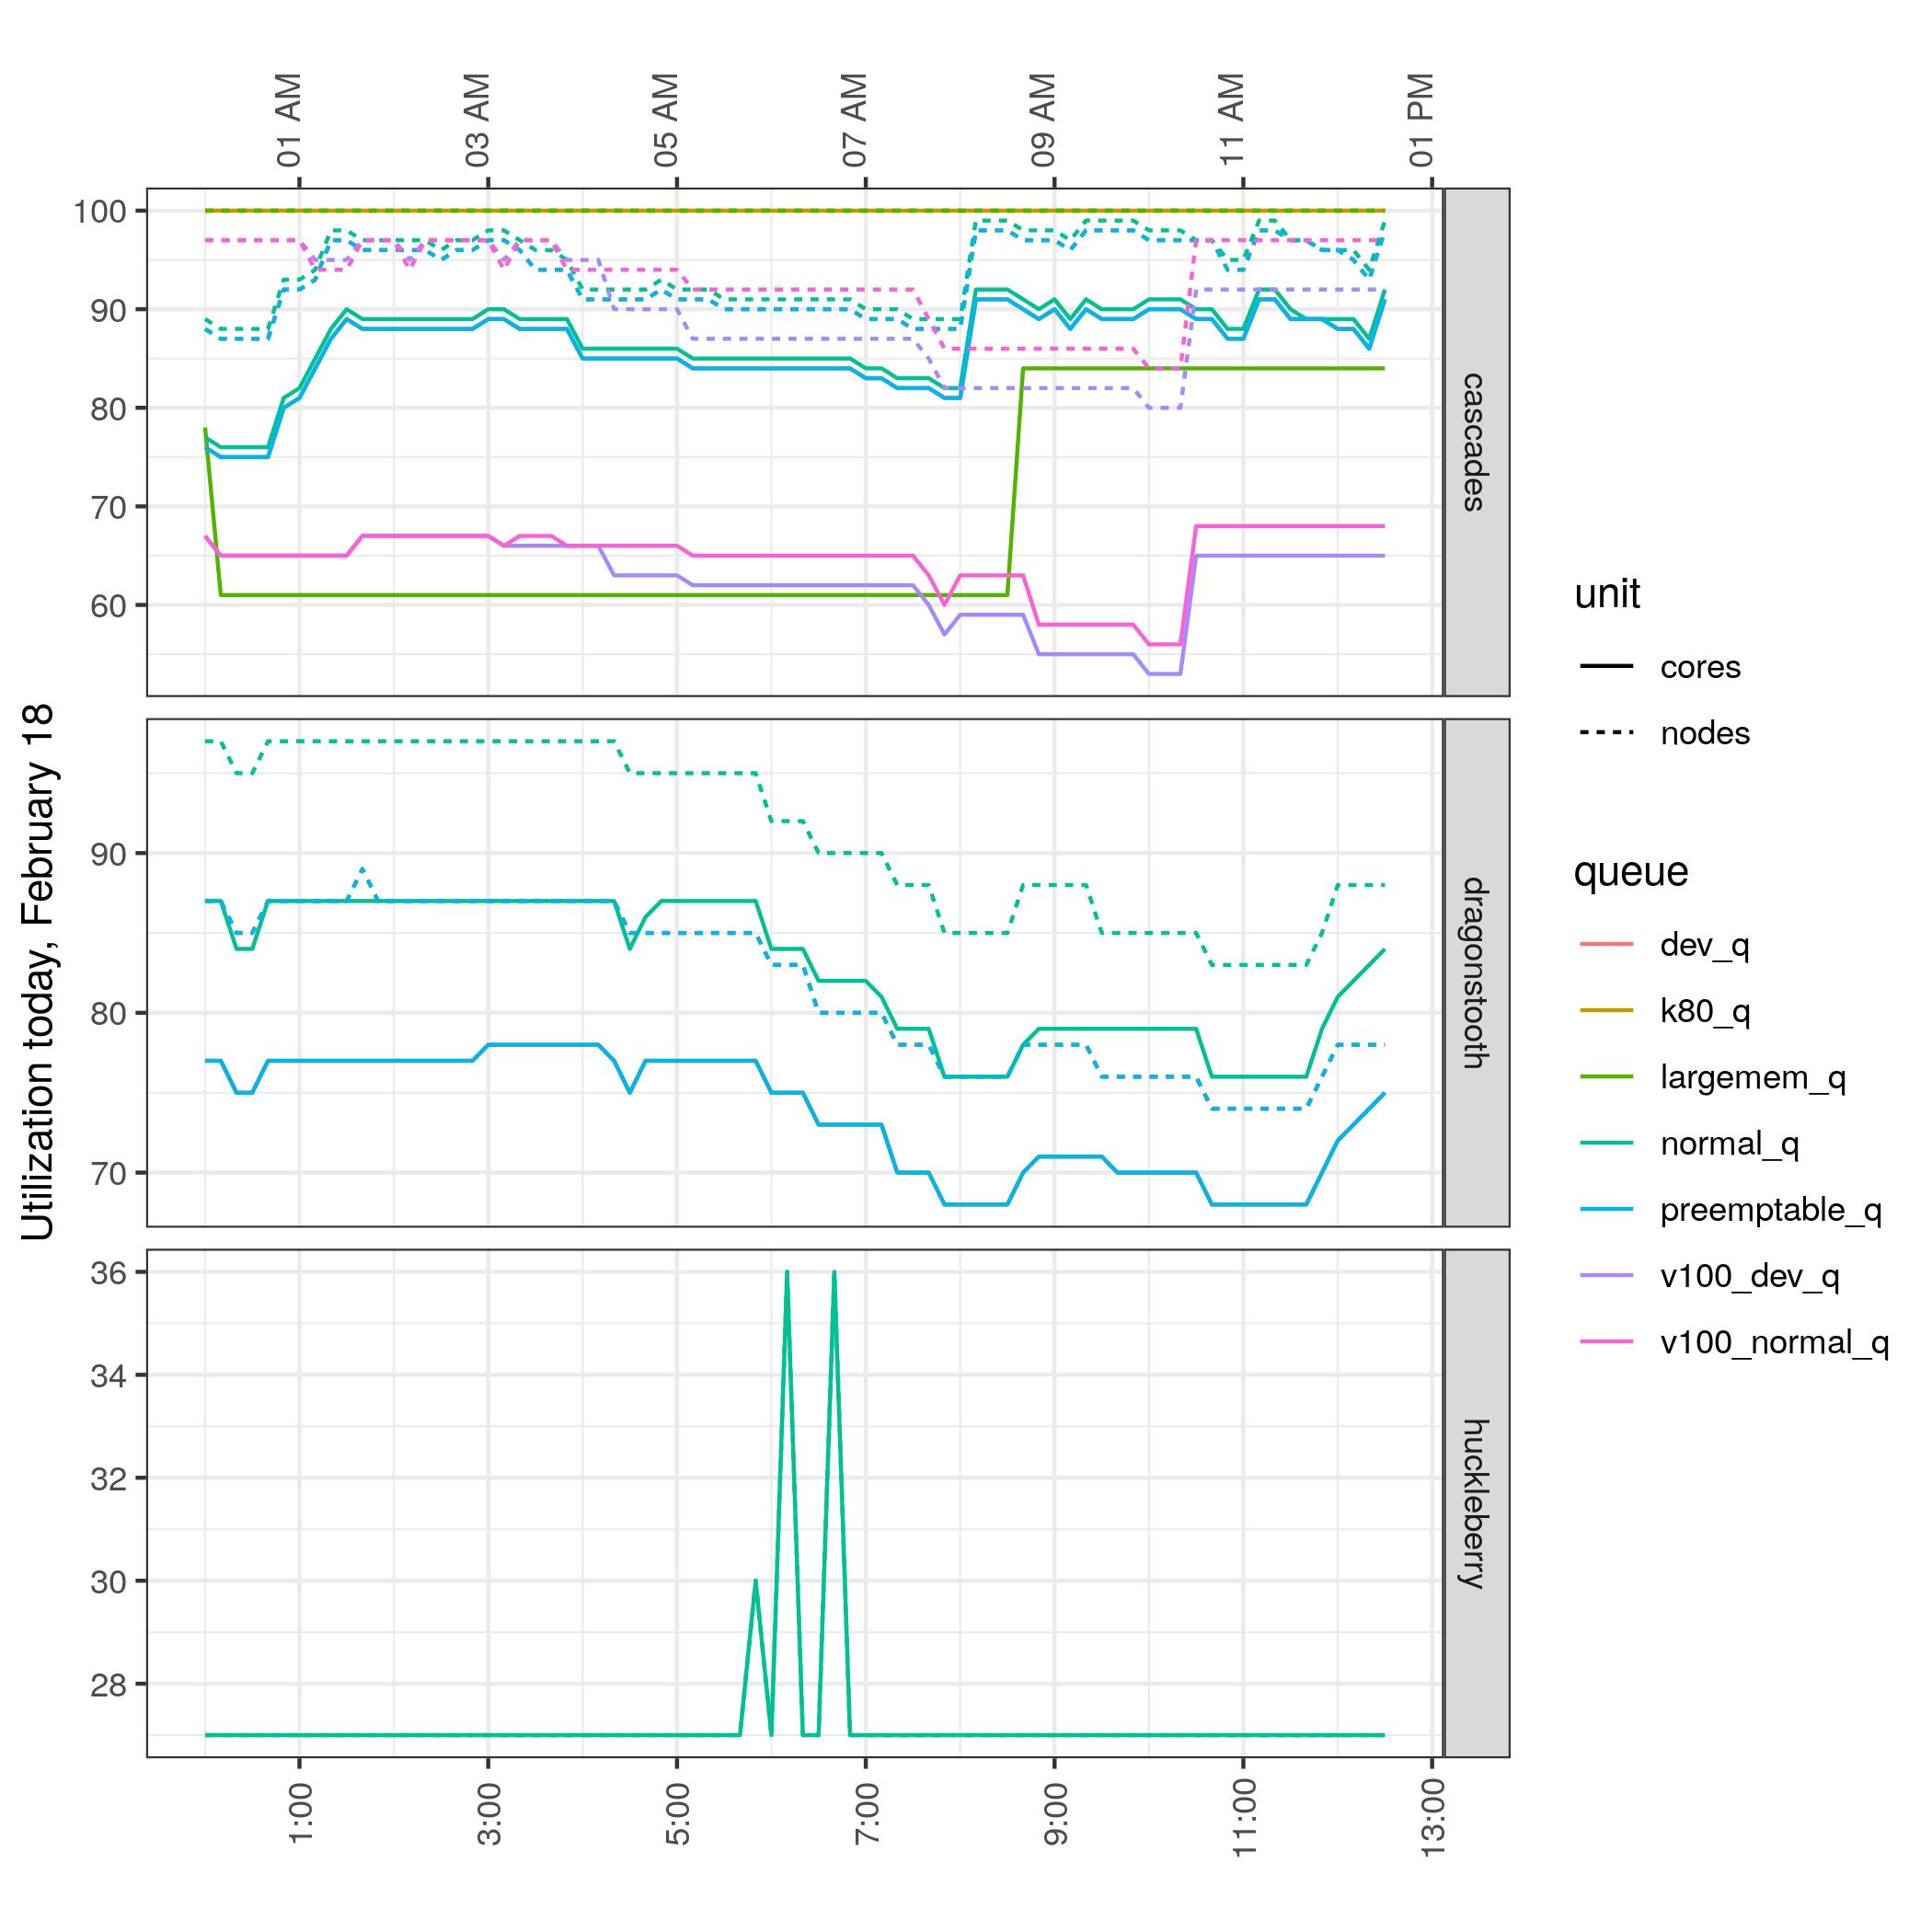 01 AM
03 AM
05 AM
07 AM
09 AM
11 AM
01 PM
Utilization today, February 18
100
90
80
70
60
cascades
90
80
70
dragonstooth
36
34
32
30
28
huckleberry
1:00
3:00
5:00
7:00
9:00
11:00
13:00
unit
cores
nodes
queue
dev_q
k80_q
largemem_q
normal_q
preemptable_q
v100_dev_q
v100_normal_q